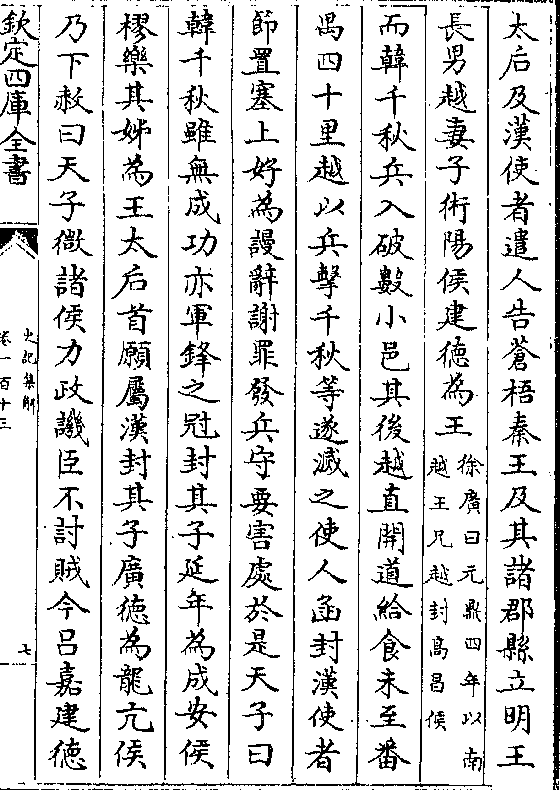 太后及漢使者遣人告蒼梧秦王及其諸郡縣立明王
長男越妻子術陽侯建徳為王徐廣曰元鼎四年以南越王兄越封髙昌侯
而韓千秋兵入破數小邑其後越直開道給食未至番
禺四十里越以兵擊千秋等遂滅之使人函封漢使者
節置塞上好為謾辭謝罪發兵守要害處於是天子曰
韓千秋雖無成功亦軍鋒之冠封其子延年為成安侯
樛樂其姊為王太后首願屬漢封其子廣徳為龍亢侯
乃下赦曰天子微諸侯力政譏臣不討賊今吕嘉建徳
欽定四庫全書
史記集解
卷一百十三
七